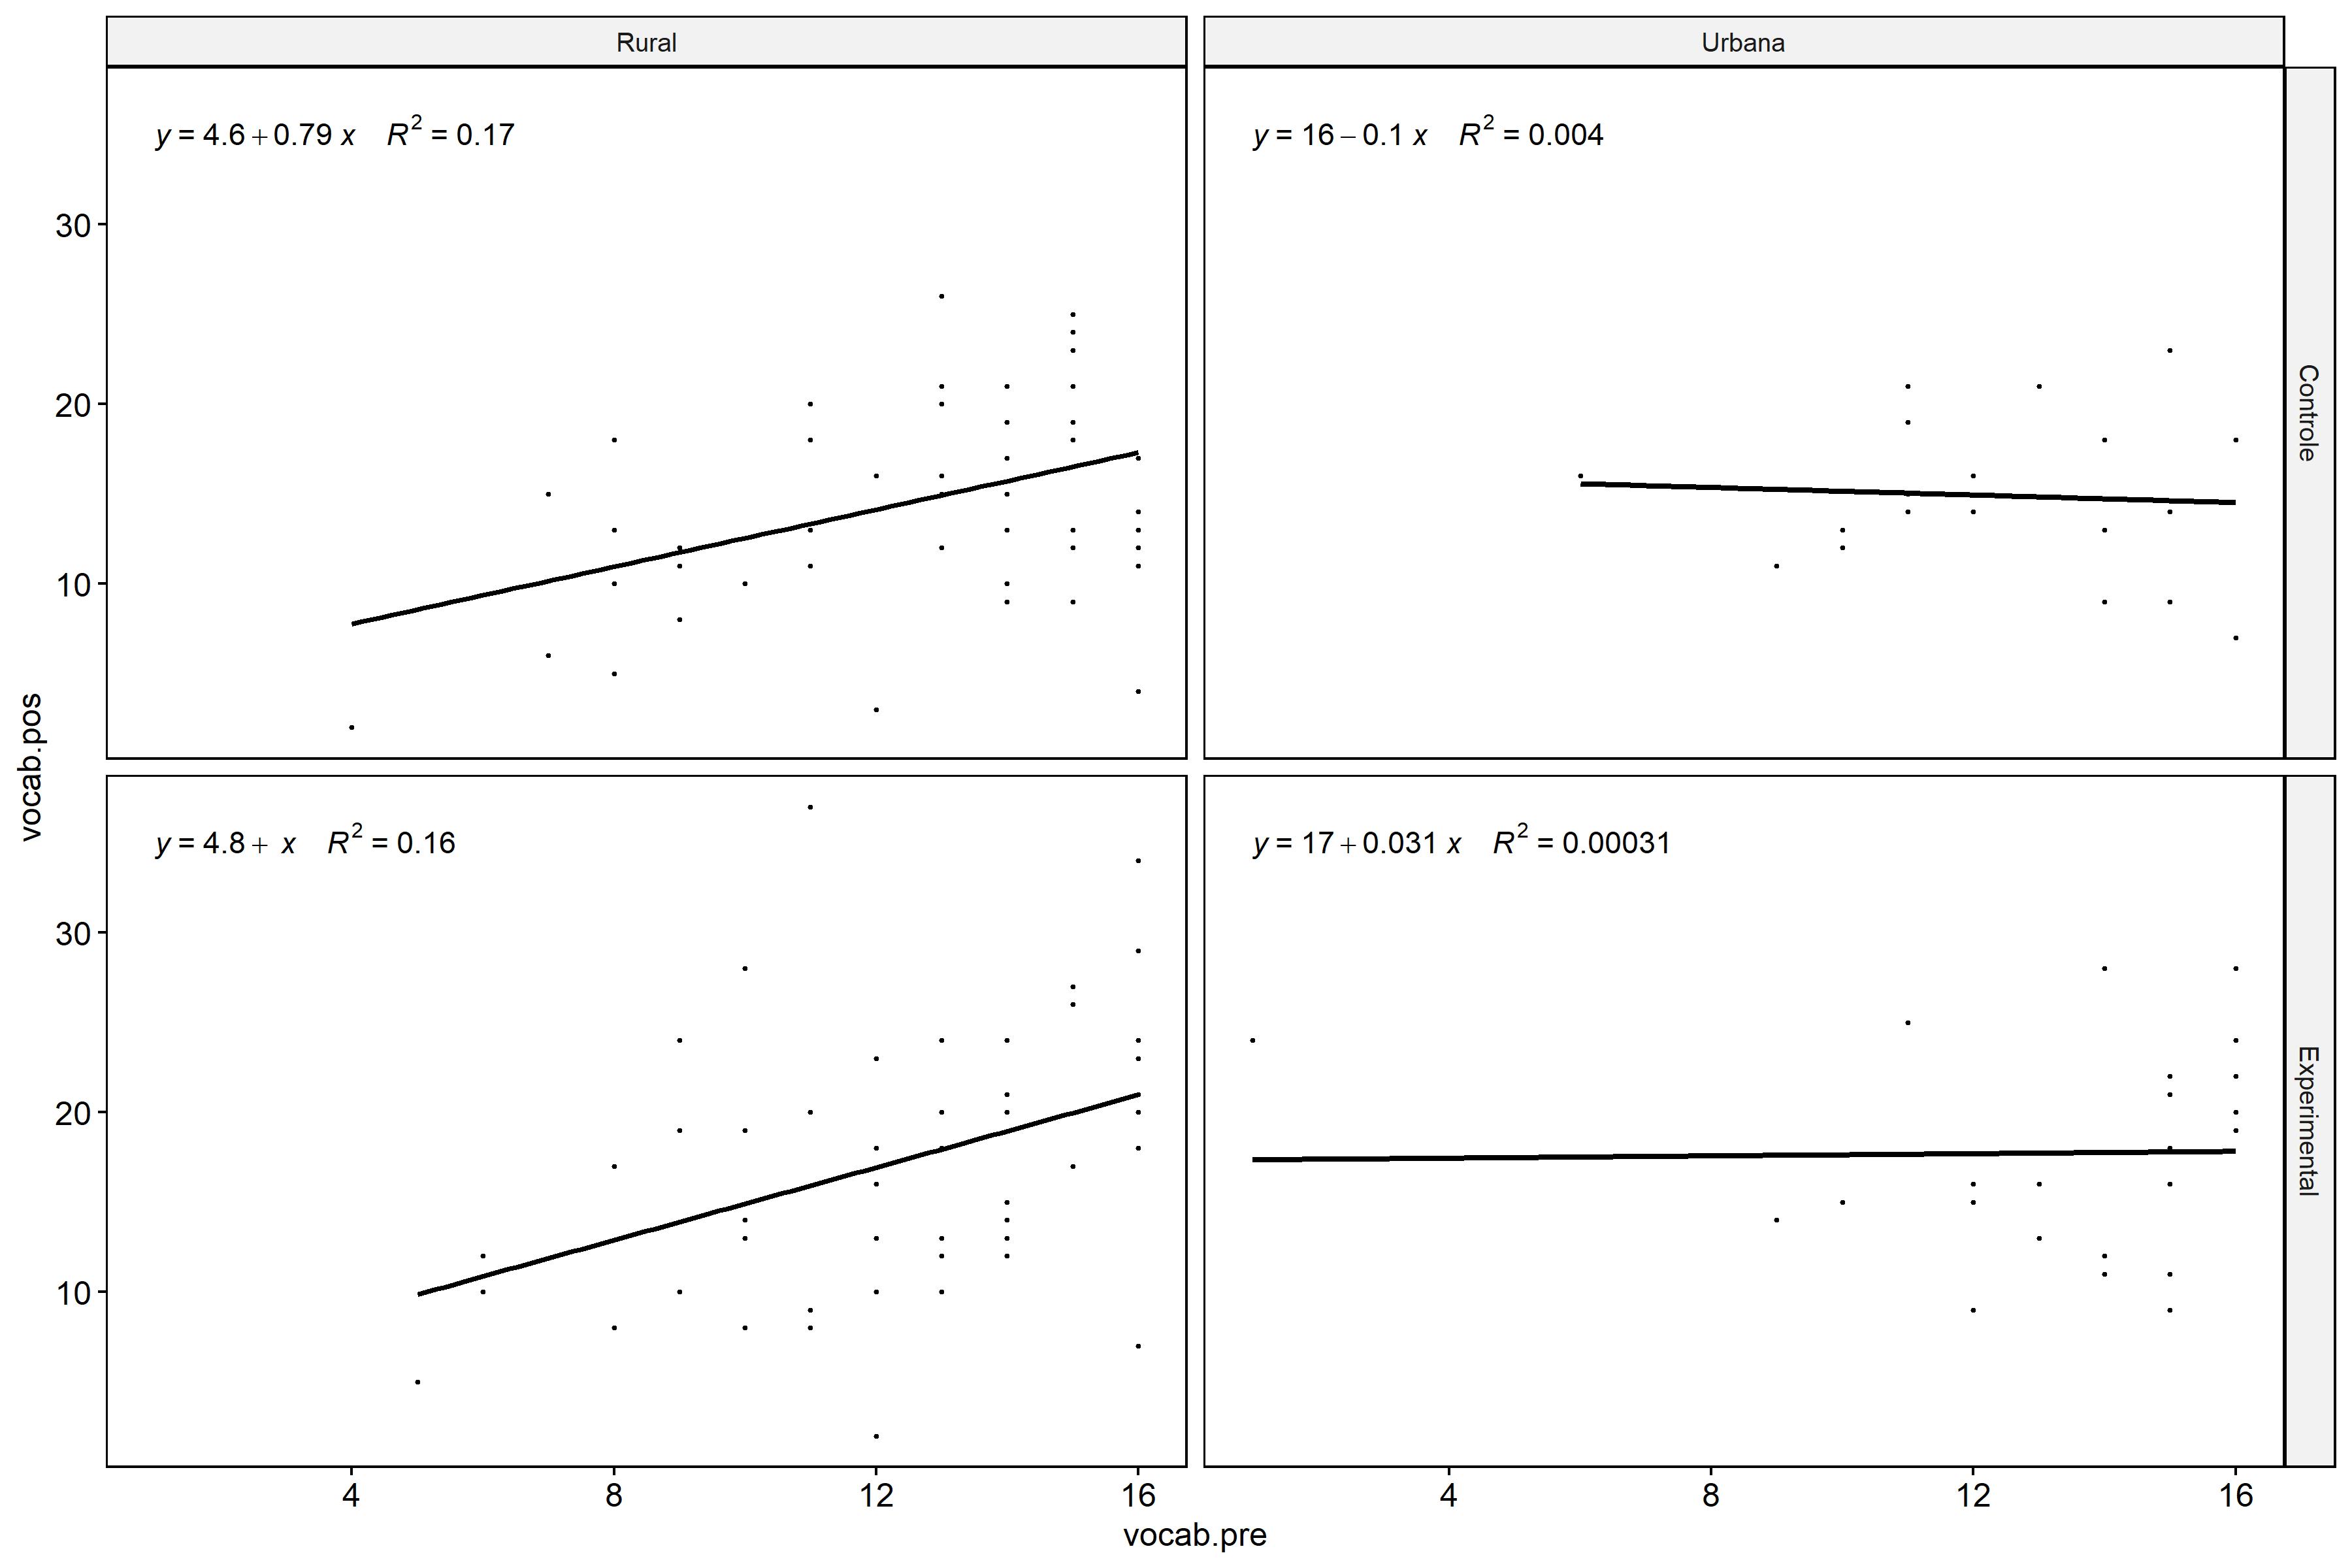 Rural
Urbana
y = 4.6 + 0.79 x R² = 0.17
y = 16 − 0.1 x R² = 0.004
30
20
10
Controle
vocab.pos
y = 4.8 + x R² = 0.16
y = 17 + 0.031 x R² = 0.00031
30
20
10
Experimental
4 8 12 16
4 8 12 16
vocab.pre